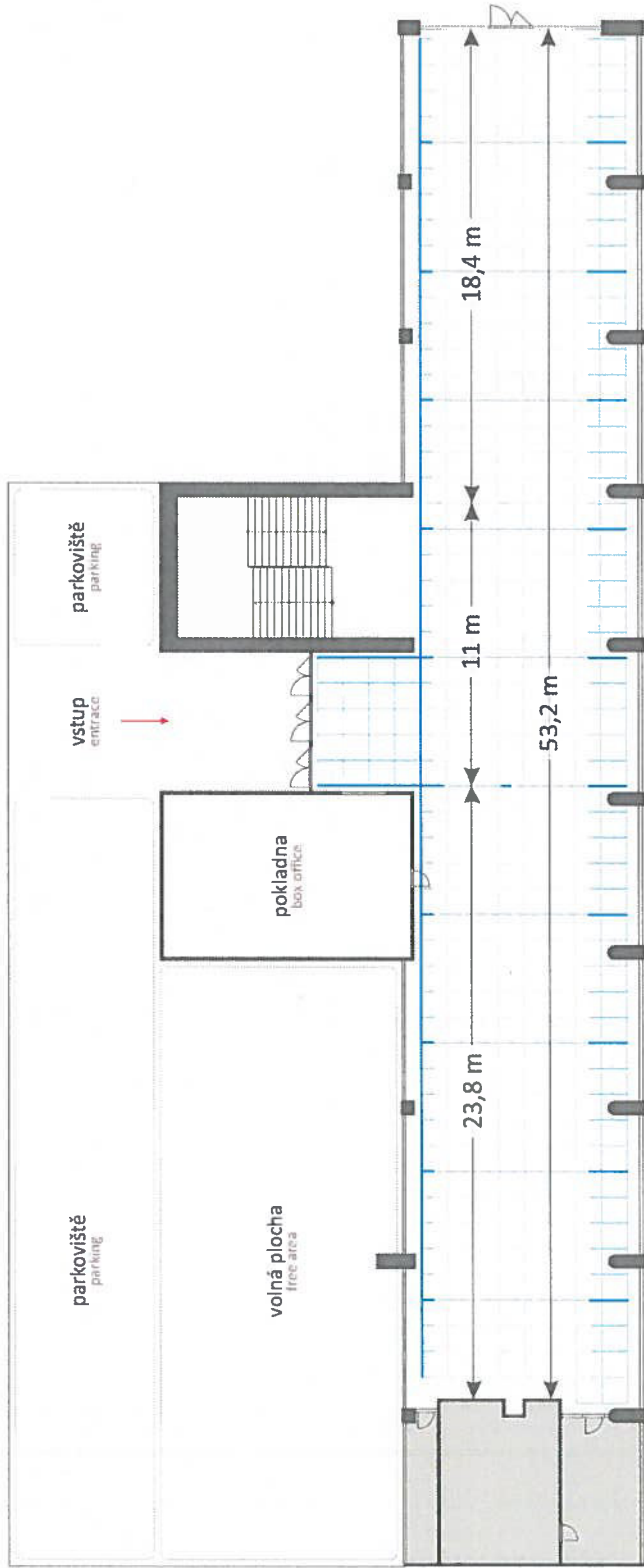 parkoviště
parking
vstup
entrace
parkoviště
parking
volná plocha
free area
pokladna
box office
23,8 m
11 m
18,4 m
53,2 m